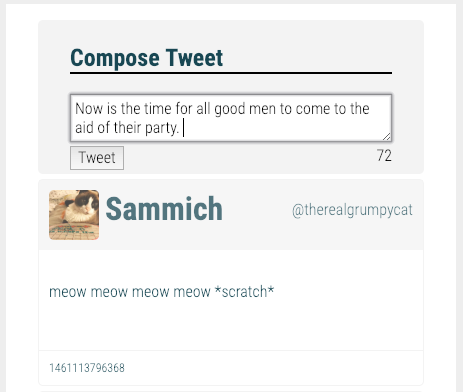 Compose Tweet
Now is the time for all good men to come to the
aid of their party.
Tweet
72
Sammich
@therealgrumpycat
meow meow meow meow *scratch*
1461113796368